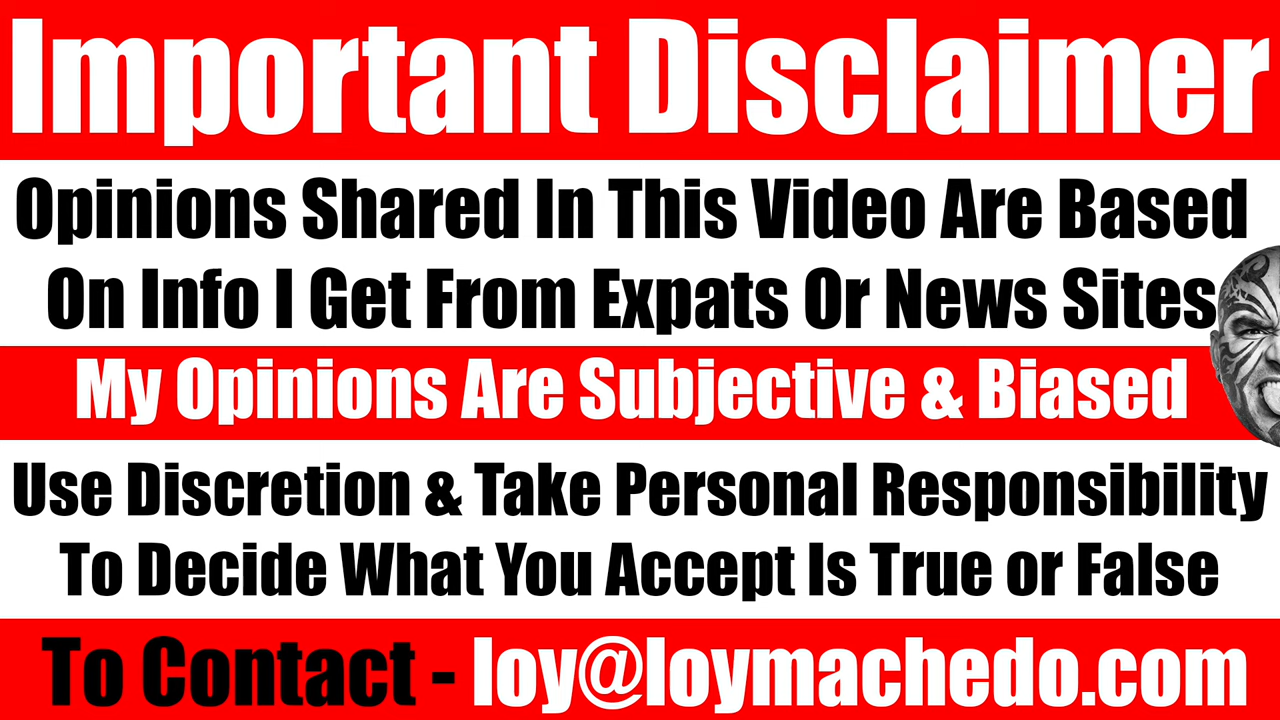 Important Disclaimer
Opinions Shared In This Video Are Based
On Info I Get From Expats Or News Sites
My Opinions Are Subjective & Biased
Use Discretion & Take Personal Responsibility
To Decide What You Accept Is True or False
To Contact - loy@loymachedo.com